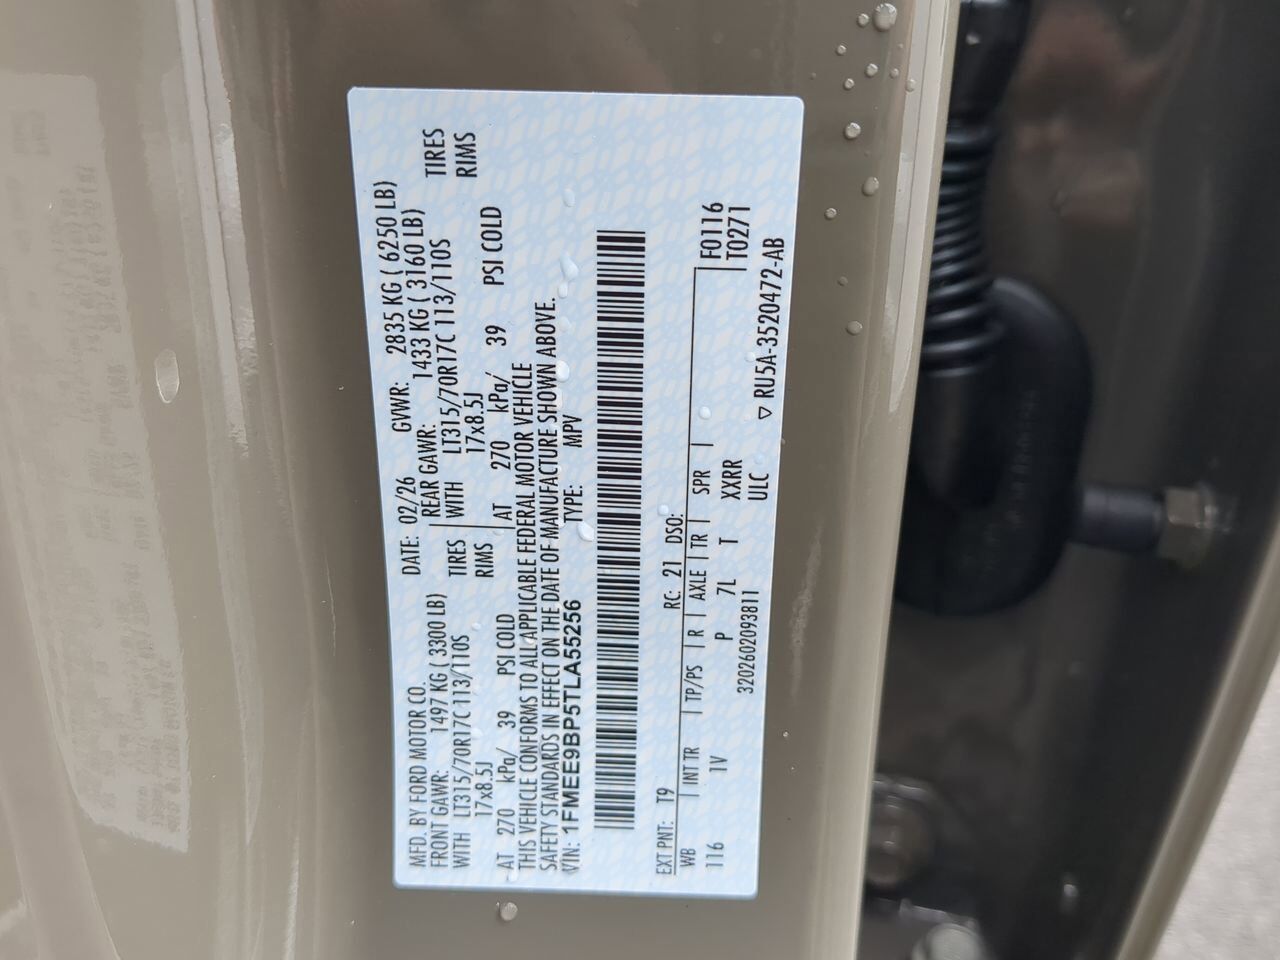 MFD. BY FORD MOTOR CO.
DATE: 02/26 GVWR: 2835 KG ( 6250 LB)
FRONT GAWR: 1497 KG ( 3300 LB)
REAR GAWR: 1433 KG ( 3160 LB)
WITH LT315/70R17C 113/110S TIRES
WITH LT315/70R17C 113/110S TIRES
17x8.5J RIMS
17x8.5J RIMS
AT 270 kPa/ 39 PSI COLD
AT 270 kPa/ 39 PSI COLD
THIS VEHICLE CONFORMS TO ALL APPLICABLE FEDERAL MOTOR VEHICLE
SAFETY STANDARDS IN EFFECT ON THE DATE OF MANUFACTURE SHOWN ABOVE.
VIN: 1FMEE9BP5TLA55256 TYPE: MPV
EXT PNT: T9 RC: 21 DSO:
WB INT TR TP/PS R AXLE TR SPR
F0116
116 1V P 7L T XXRR
T0271
3202602093811 ULC
▽ RU5A-3520472-AB